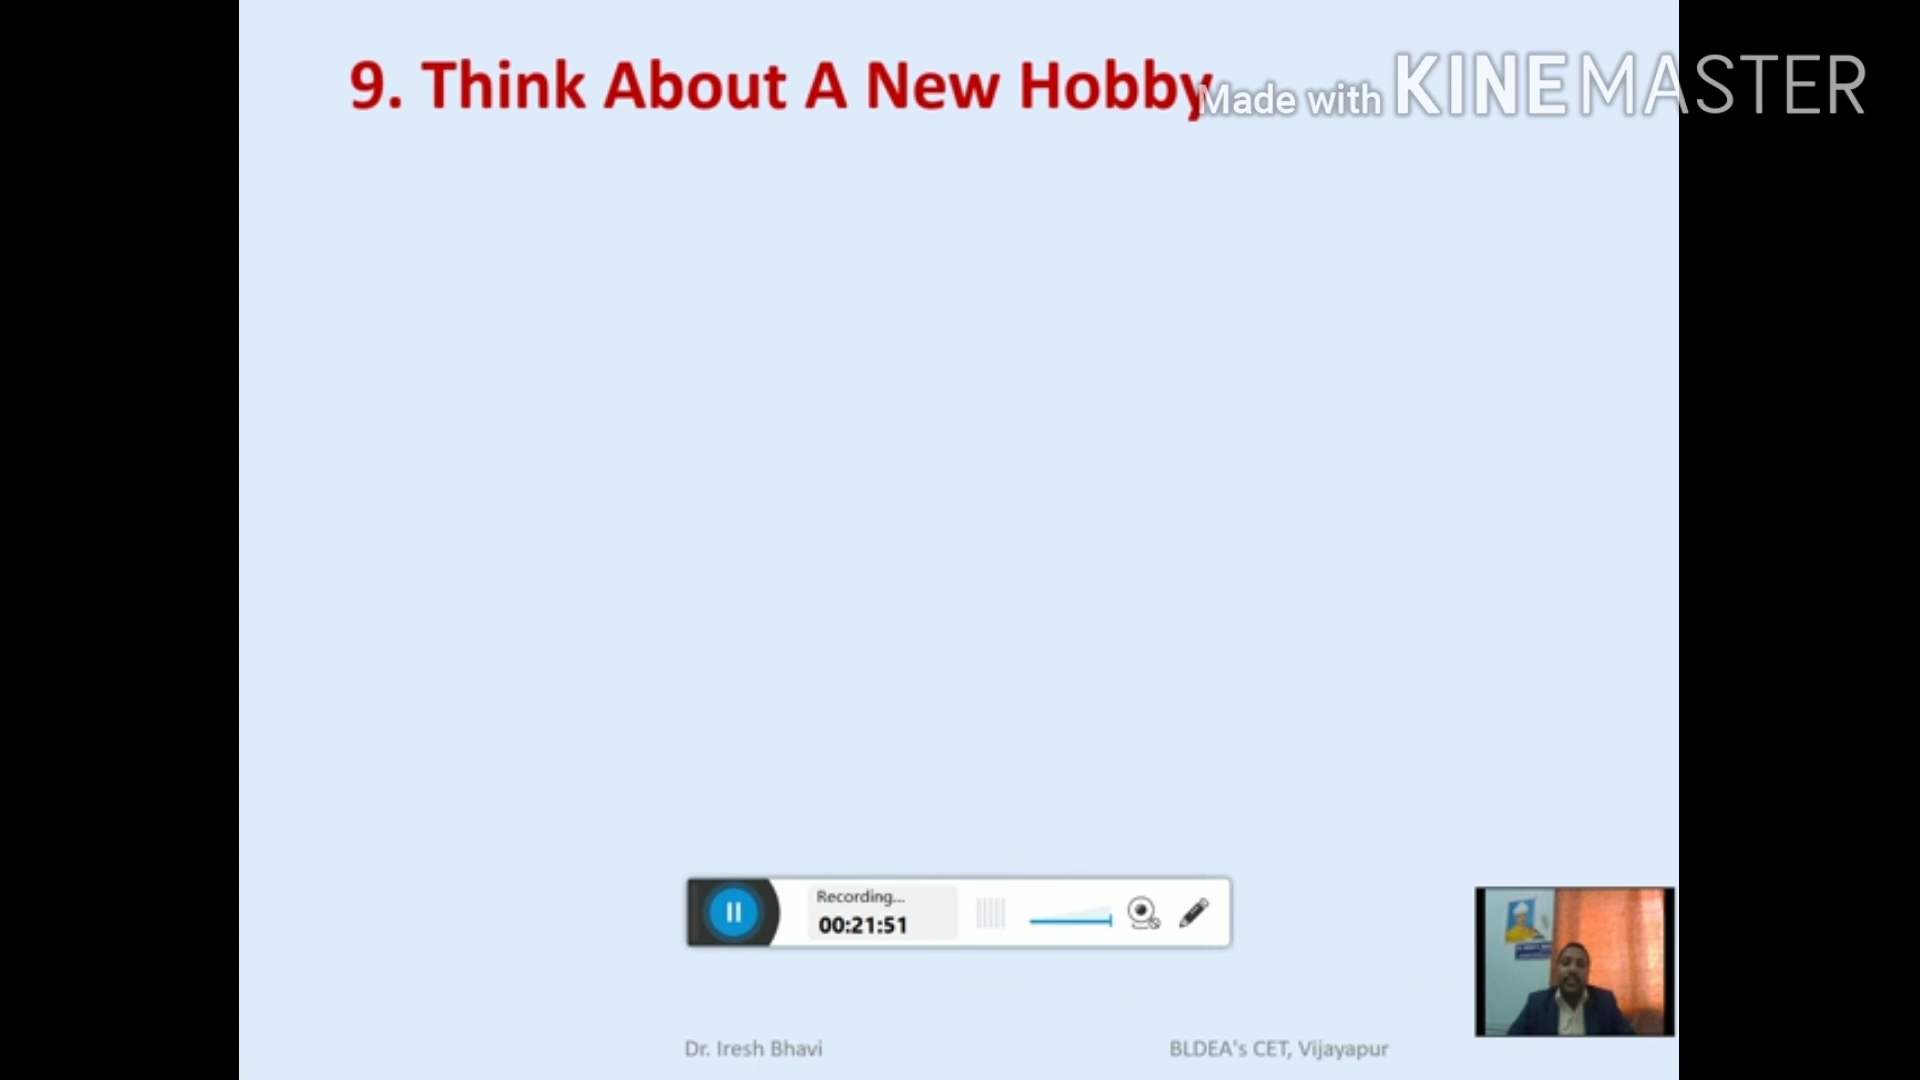 9. Think About A New Hobby
Made with KINEMASTER
Recording...
00:21:51
Dr. Iresh Bhavi
BLDEA's CET, Vijayapur